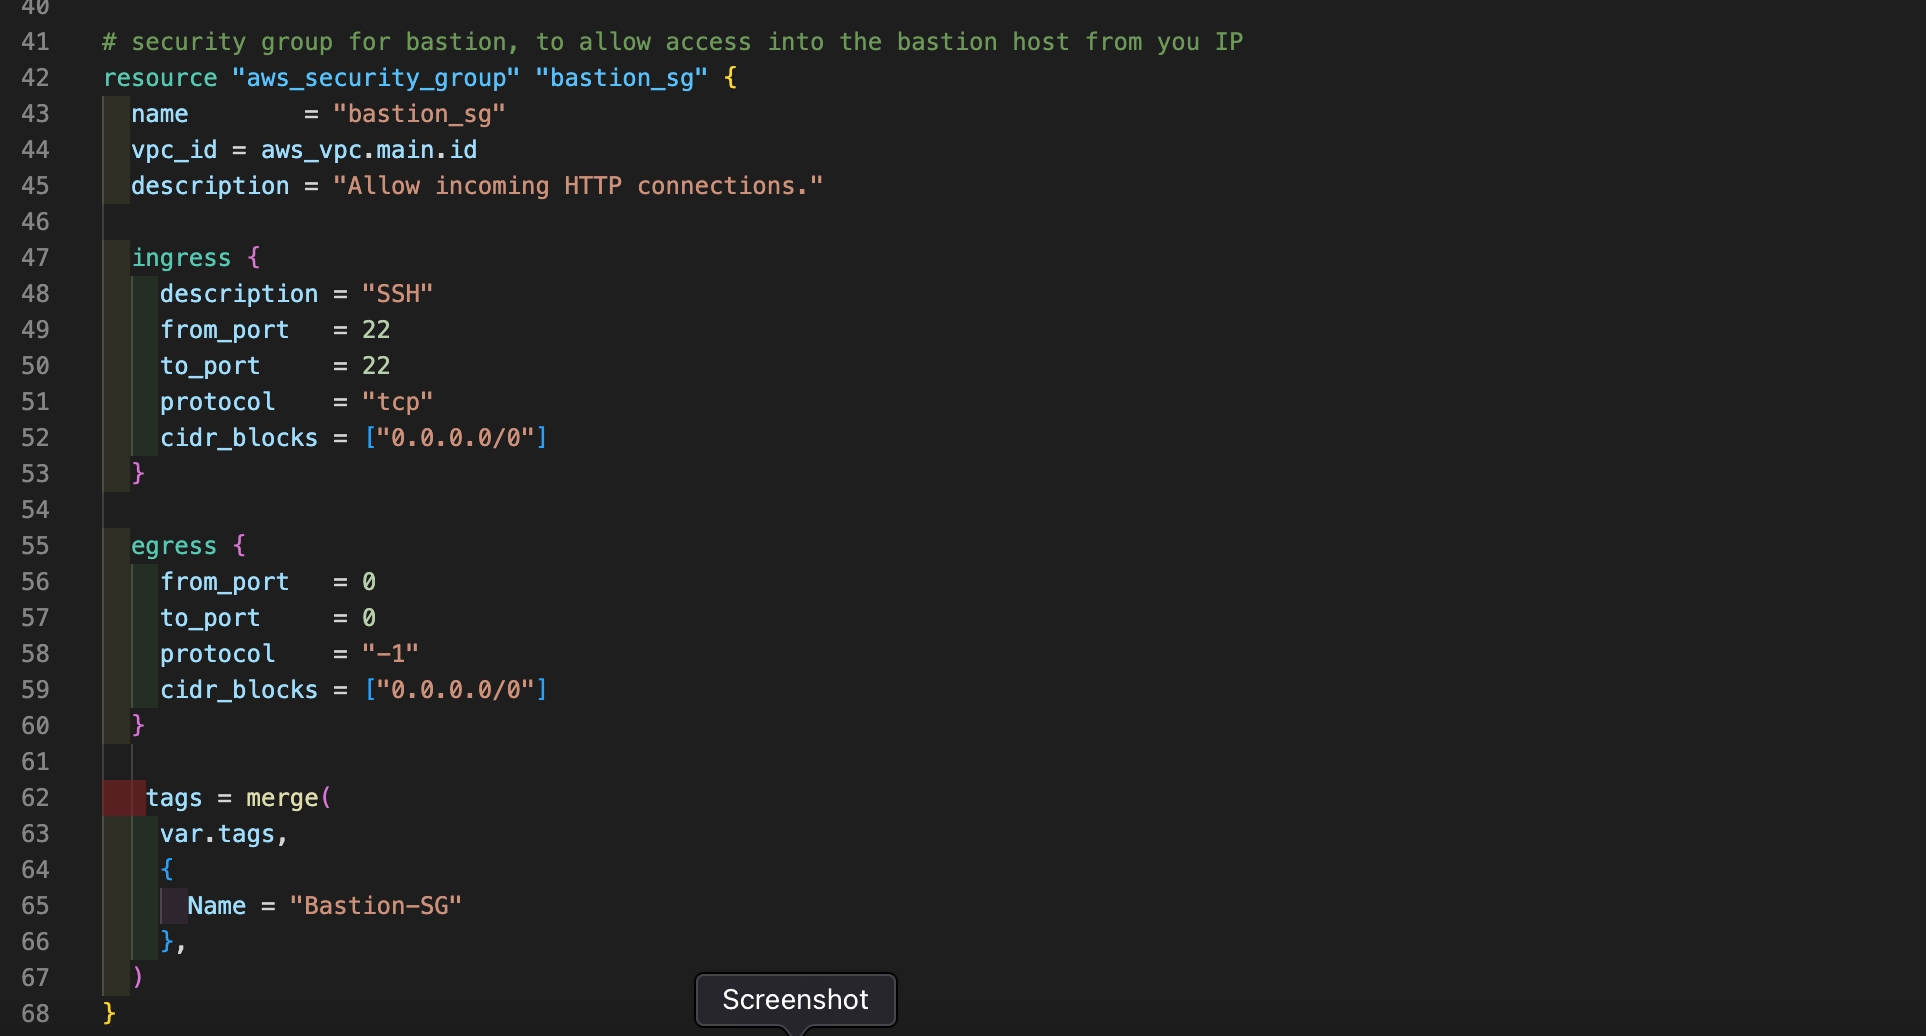 40
41 # security group for bastion, to allow access into the bastion host from you IP
42 resource "aws_security_group" "bastion_sg" {
43   name        = "bastion_sg"
44   vpc_id = aws_vpc.main.id
45   description = "Allow incoming HTTP connections."
46
47   ingress {
48     description = "SSH"
49     from_port   = 22
50     to_port     = 22
51     protocol    = "tcp"
52     cidr_blocks = ["0.0.0.0/0"]
53   }
54
55   egress {
56     from_port   = 0
57     to_port     = 0
58     protocol    = "-1"
59     cidr_blocks = ["0.0.0.0/0"]
60   }
61
62    tags = merge(
63     var.tags,
64     {
65       Name = "Bastion-SG"
66     },
67   )
68 }
Screenshot